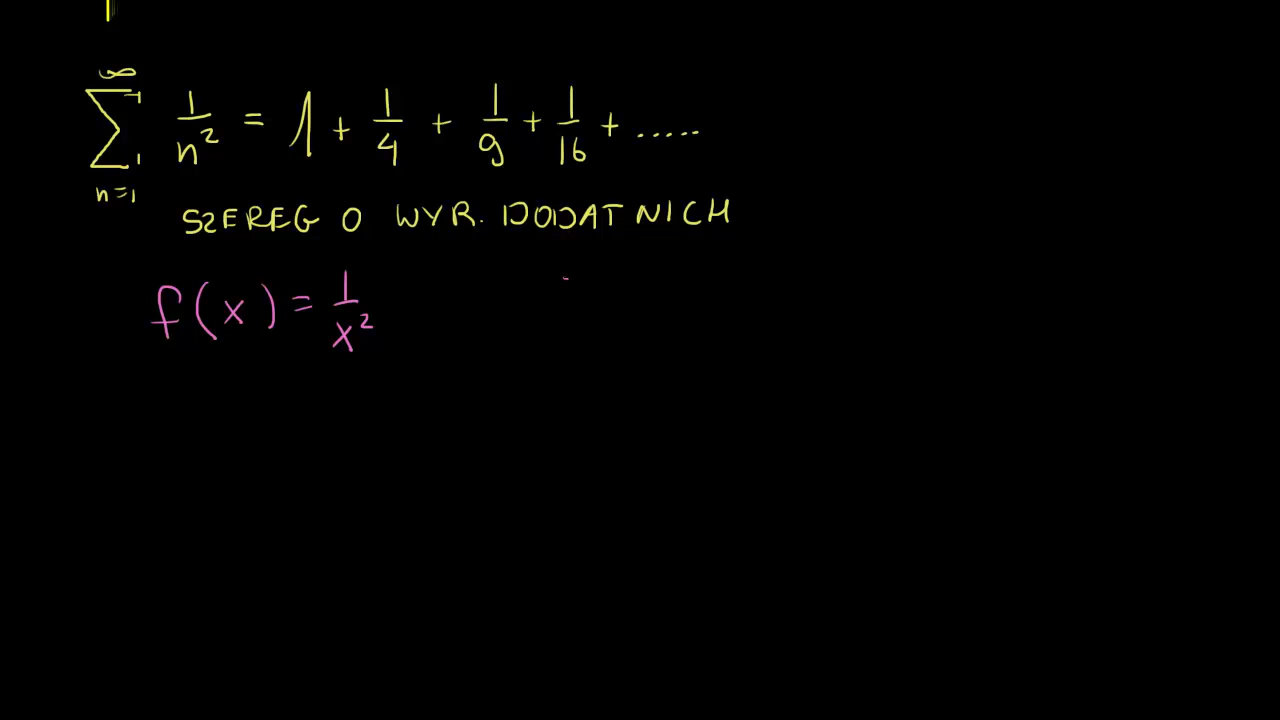 ∞
∑ 1/n² = 1 + 1/4 + 1/9 + 1/16 + .....
n=1
SZEREG O WYR. DODATNICH
f(x) = 1/x²